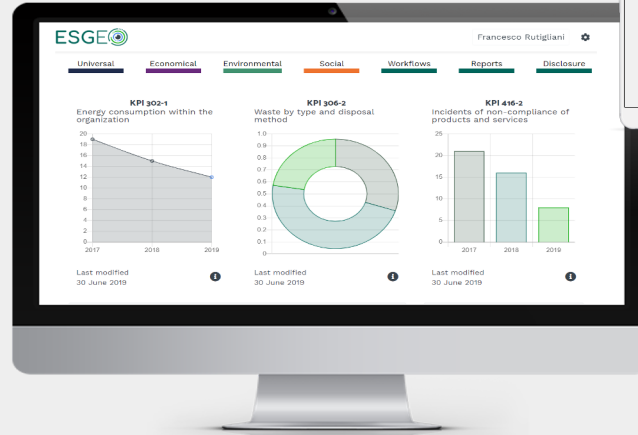 ESGEO
Francesco Rutigliani
Universal Economical Environmental Social Workflows Reports Disclosure
KPI 302-1
Energy consumption within the
organization
20
18
16
14
12
10
8
6
4
2
0
2017 2018 2019
Last modified
30 June 2019
KPI 306-2
Waste by type and disposal
method
1.0
0.9
0.8
0.7
0.6
0.5
0.4
0.3
0.2
0.1
0
Last modified
30 June 2019
KPI 416-2
Incidents of non-compliance of
products and services
25
20
15
10
5
0
2017 2018 2019
Last modified
30 June 2019